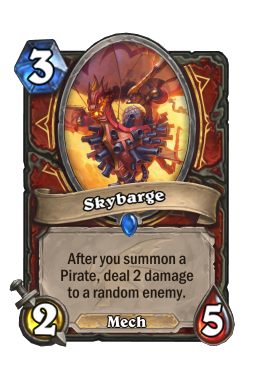 3
Skybarge
After you summon a
Pirate, deal 2 damage
to a random enemy.
2
Mech
5